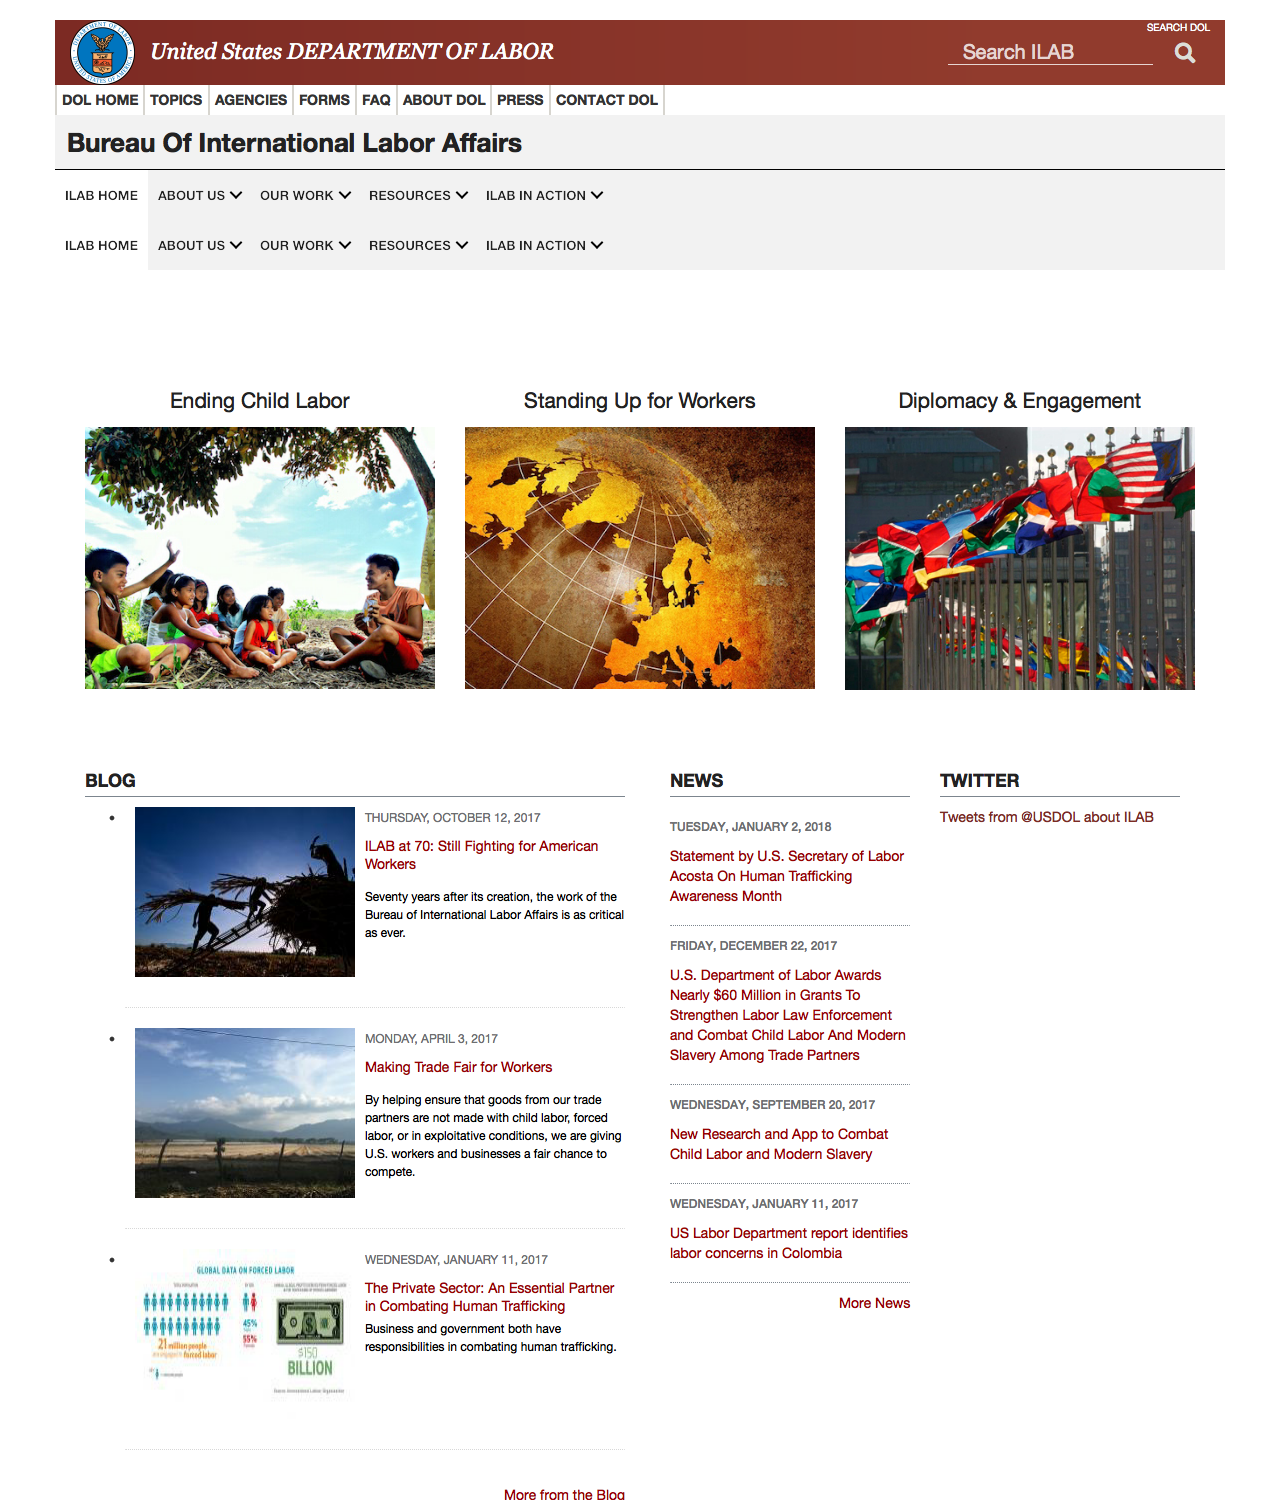 SEARCH DOL
United States DEPARTMENT OF LABOR
Search ILAB
DOL HOME
TOPICS
AGENCIES
FORMS
FAQ
ABOUT DOL
PRESS
CONTACT DOL
Bureau Of International Labor Affairs
ILAB HOME
ABOUT US
OUR WORK
RESOURCES
ILAB IN ACTION
ILAB HOME
ABOUT US
OUR WORK
RESOURCES
ILAB IN ACTION
Ending Child Labor
Standing Up for Workers
Diplomacy & Engagement
BLOG
THURSDAY, OCTOBER 12, 2017
ILAB at 70: Still Fighting for American
Workers
Seventy years after its creation, the work of the
Bureau of International Labor Affairs is as critical
as ever.
MONDAY, APRIL 3, 2017
Making Trade Fair for Workers
By helping ensure that goods from our trade
partners are not made with child labor, forced
labor, or in exploitative conditions, we are giving
U.S. workers and businesses a fair chance to
compete.
GLOBAL DATA ON FORCED LABOR
45%
55%
21 million people
forced labor
$150
BILLION
WEDNESDAY, JANUARY 11, 2017
The Private Sector: An Essential Partner
in Combating Human Trafficking
Business and government both have
responsibilities in combating human trafficking.
More from the Blog
NEWS
TUESDAY, JANUARY 2, 2018
Statement by U.S. Secretary of Labor
Acosta On Human Trafficking
Awareness Month
FRIDAY, DECEMBER 22, 2017
U.S. Department of Labor Awards
Nearly $60 Million in Grants To
Strengthen Labor Law Enforcement
and Combat Child Labor And Modern
Slavery Among Trade Partners
WEDNESDAY, SEPTEMBER 20, 2017
New Research and App to Combat
Child Labor and Modern Slavery
WEDNESDAY, JANUARY 11, 2017
US Labor Department report identifies
labor concerns in Colombia
More News
TWITTER
Tweets from @USDOL about ILAB